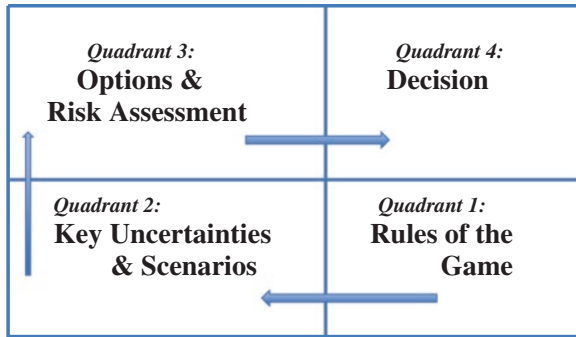 Quadrant 3:
Options &
Risk Assessment
Quadrant 4:
Decision
Quadrant 2:
Key Uncertainties
& Scenarios
Quadrant 1:
Rules of the
Game